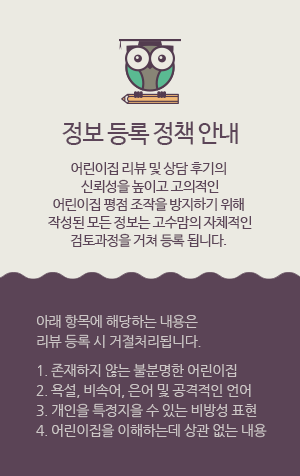 정보 등록 정책 안내
어린이집 리뷰 및 상담 후기의
신뢰성을 높이고 고의적인
어린이집 평점 조작을 방지하기 위해
작성된 모든 정보는 고수맘의 자체적인
검토과정을 거쳐 등록 됩니다.
아래 항목에 해당하는 내용은
리뷰 등록 시 거절처리됩니다.
1. 존재하지 않는 불분명한 어린이집
2. 욕설, 비속어, 은어 및 공격적인 언어
3. 개인을 특정지을 수 있는 비방성 표현
4. 어린이집을 이해하는데 상관 없는 내용